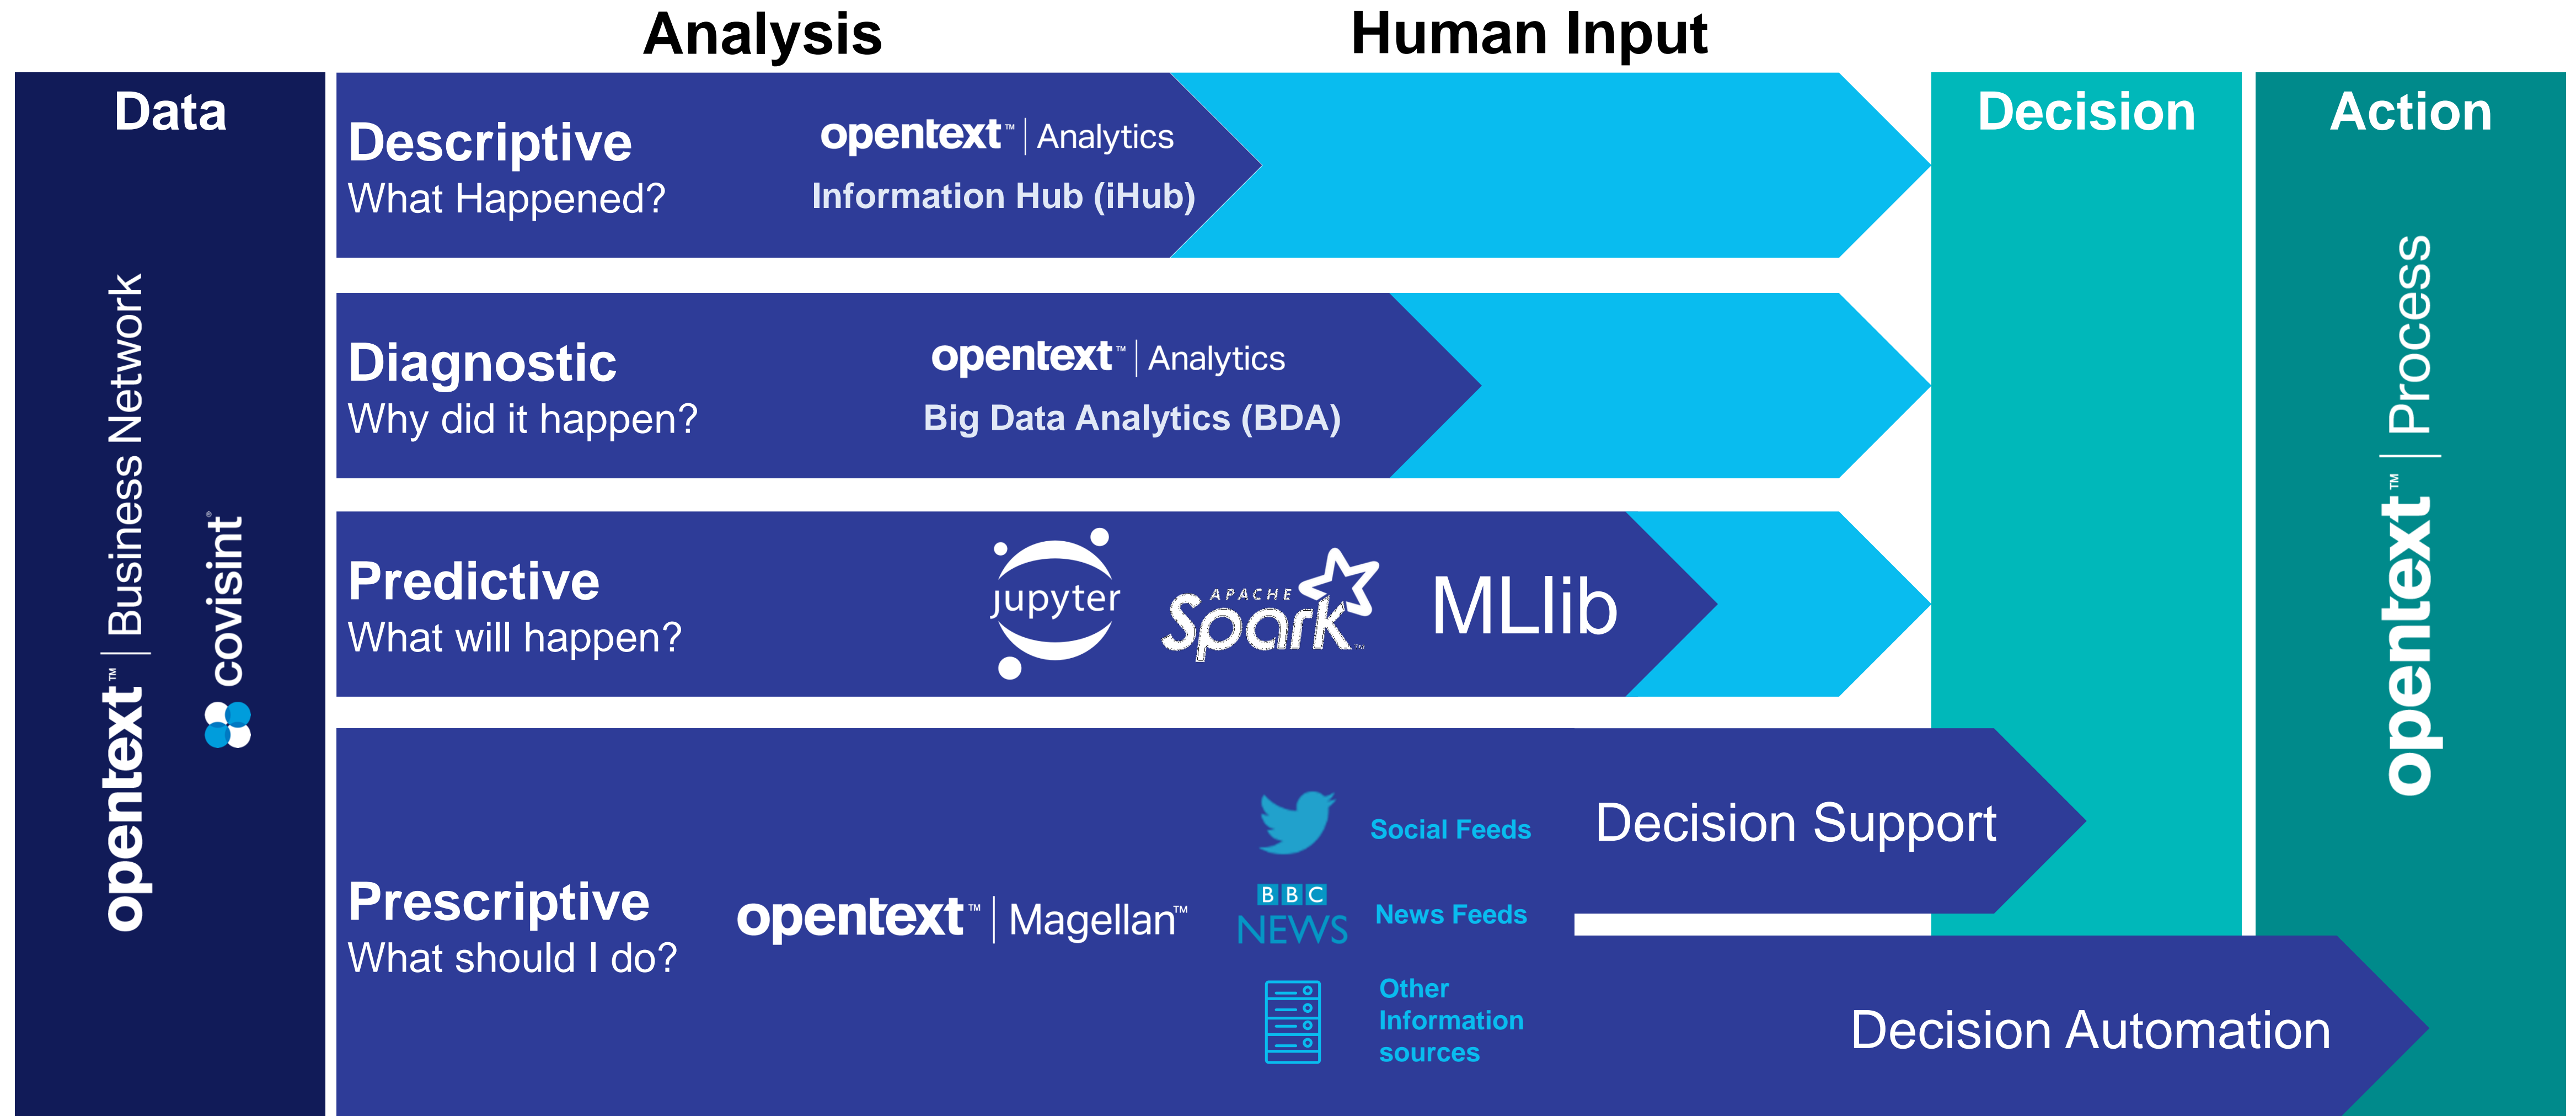 Analysis
Human Input
Data
opentext™ | Business Network
covisint®
Descriptive
What Happened?
opentext™ | Analytics
Information Hub (iHub)
Diagnostic
Why did it happen?
opentext™ | Analytics
Big Data Analytics (BDA)
Predictive
What will happen?
jupyter
APACHE
Spark™
MLlib
Prescriptive
What should I do?
opentext™ | Magellan™
Social Feeds
BBC
NEWS
News Feeds
Other
Information
sources
Decision Support
Decision Automation
Decision
Action
opentext™ | Process